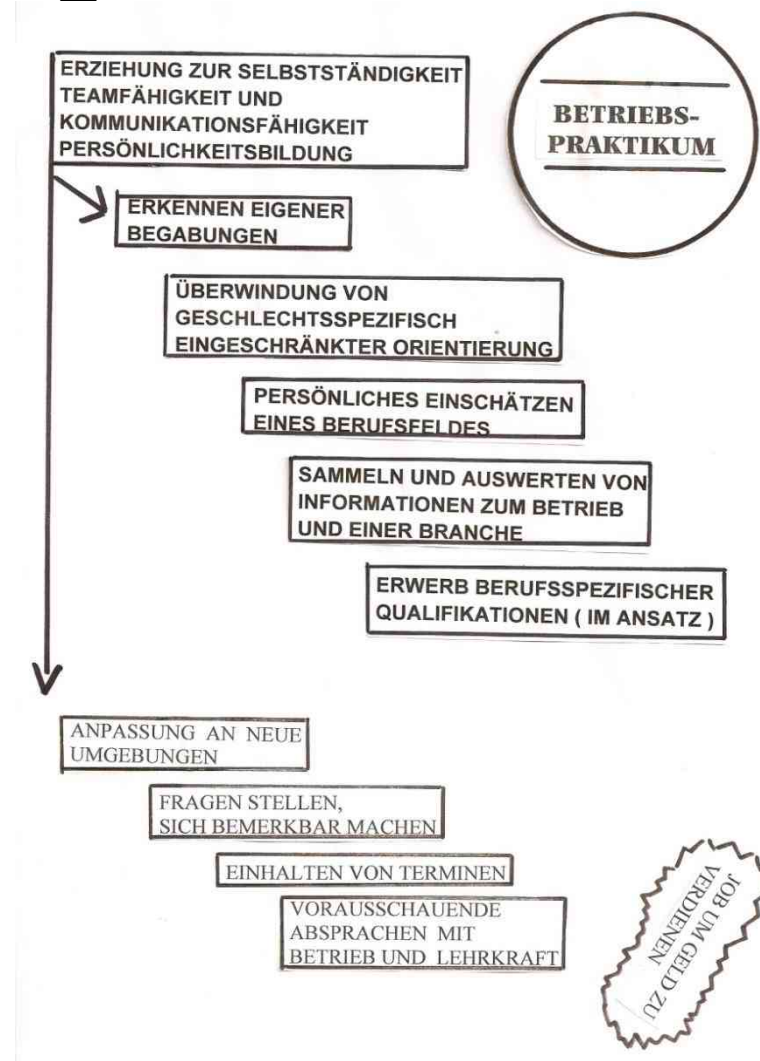 ERZIEHUNG ZUR SELBSTSTÄNDIGKEIT
TEAMFÄHIGKEIT UND
KOMMUNIKATIONSFÄHIGKEIT
PERSÖNLICHKEITSBILDUNG
BETRIEBS-
PRAKTIKUM
ERKENNEN EIGENER
BEGABUNGEN
ÜBERWINDUNG VON
GESCHLECHTSSPEZIFISCH
EINGESCHRÄNKTER ORIENTIERUNG
PERSÖNLICHES EINSCHÄTZEN
EINES BERUFSFELDES
SAMMELN UND AUSWERTEN VON
INFORMATIONEN ZUM BETRIEB
UND EINER BRANCHE
ERWERB BERUFSSPEZIFISCHER
QUALIFIKATIONEN ( IM ANSATZ )
ANPASSUNG AN NEUE
UMGEBUNGEN
FRAGEN STELLEN,
SICH BEMERKBAR MACHEN
EINHALTEN VON TERMINEN
VORAUSSCHAUENDE
ABSPRACHEN MIT
BETRIEB UND LEHRKRAFT
JOB UM GELD ZU
VERDIENEN